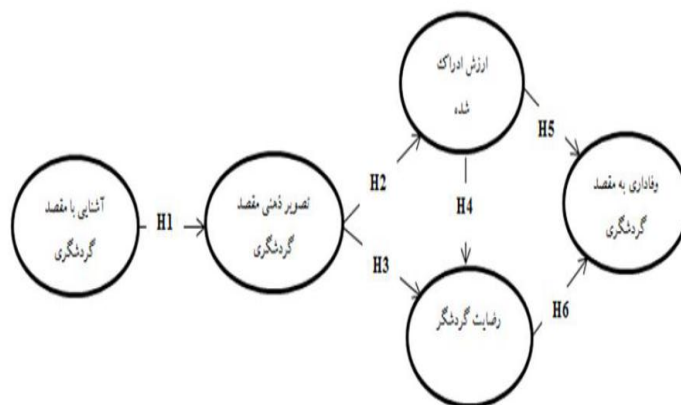 آشنایی با مقصد
گردشگری
H1
تصویر ذهنی مقصد
گردشگری
H2
H3
ارزش ادراک
شده
H4
رضایت گردشگر
H5
H6
وفاداری به مقصد
گردشگری